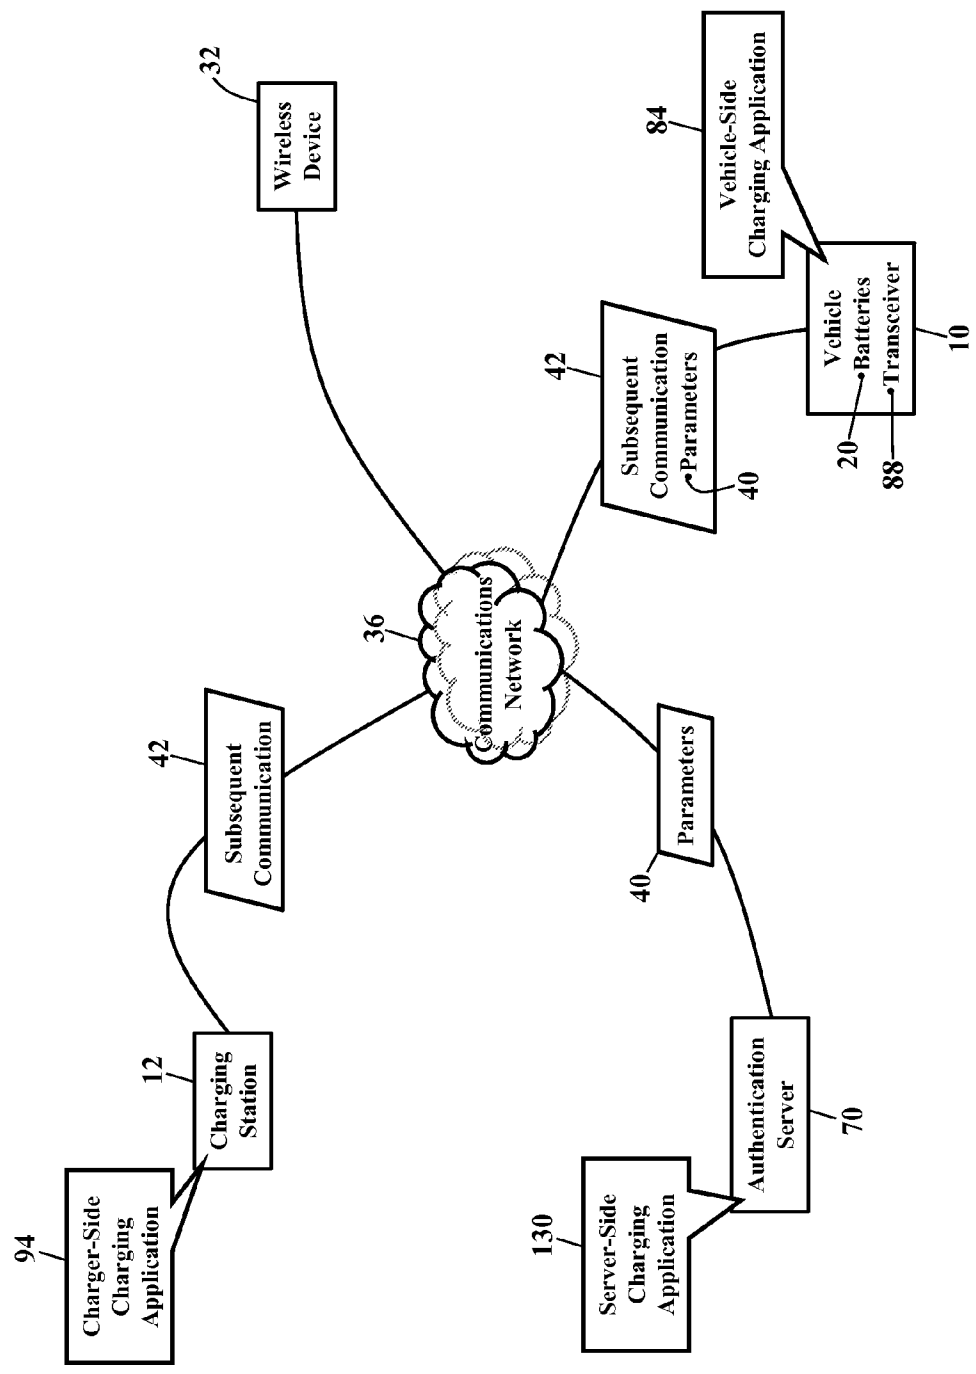 94
Charger-Side
Charging
Application
12
Charging
Station
42
Subsequent
Communication
32
Wireless
Device
36
Communications
Network
130
Server-Side
Charging
Application
Authentication
Server
70
40
Parameters
42
Subsequent
Communication
•Parameters
40
84
Vehicle-Side
Charging Application
Vehicle
•Batteries
•Transceiver
20
88
10